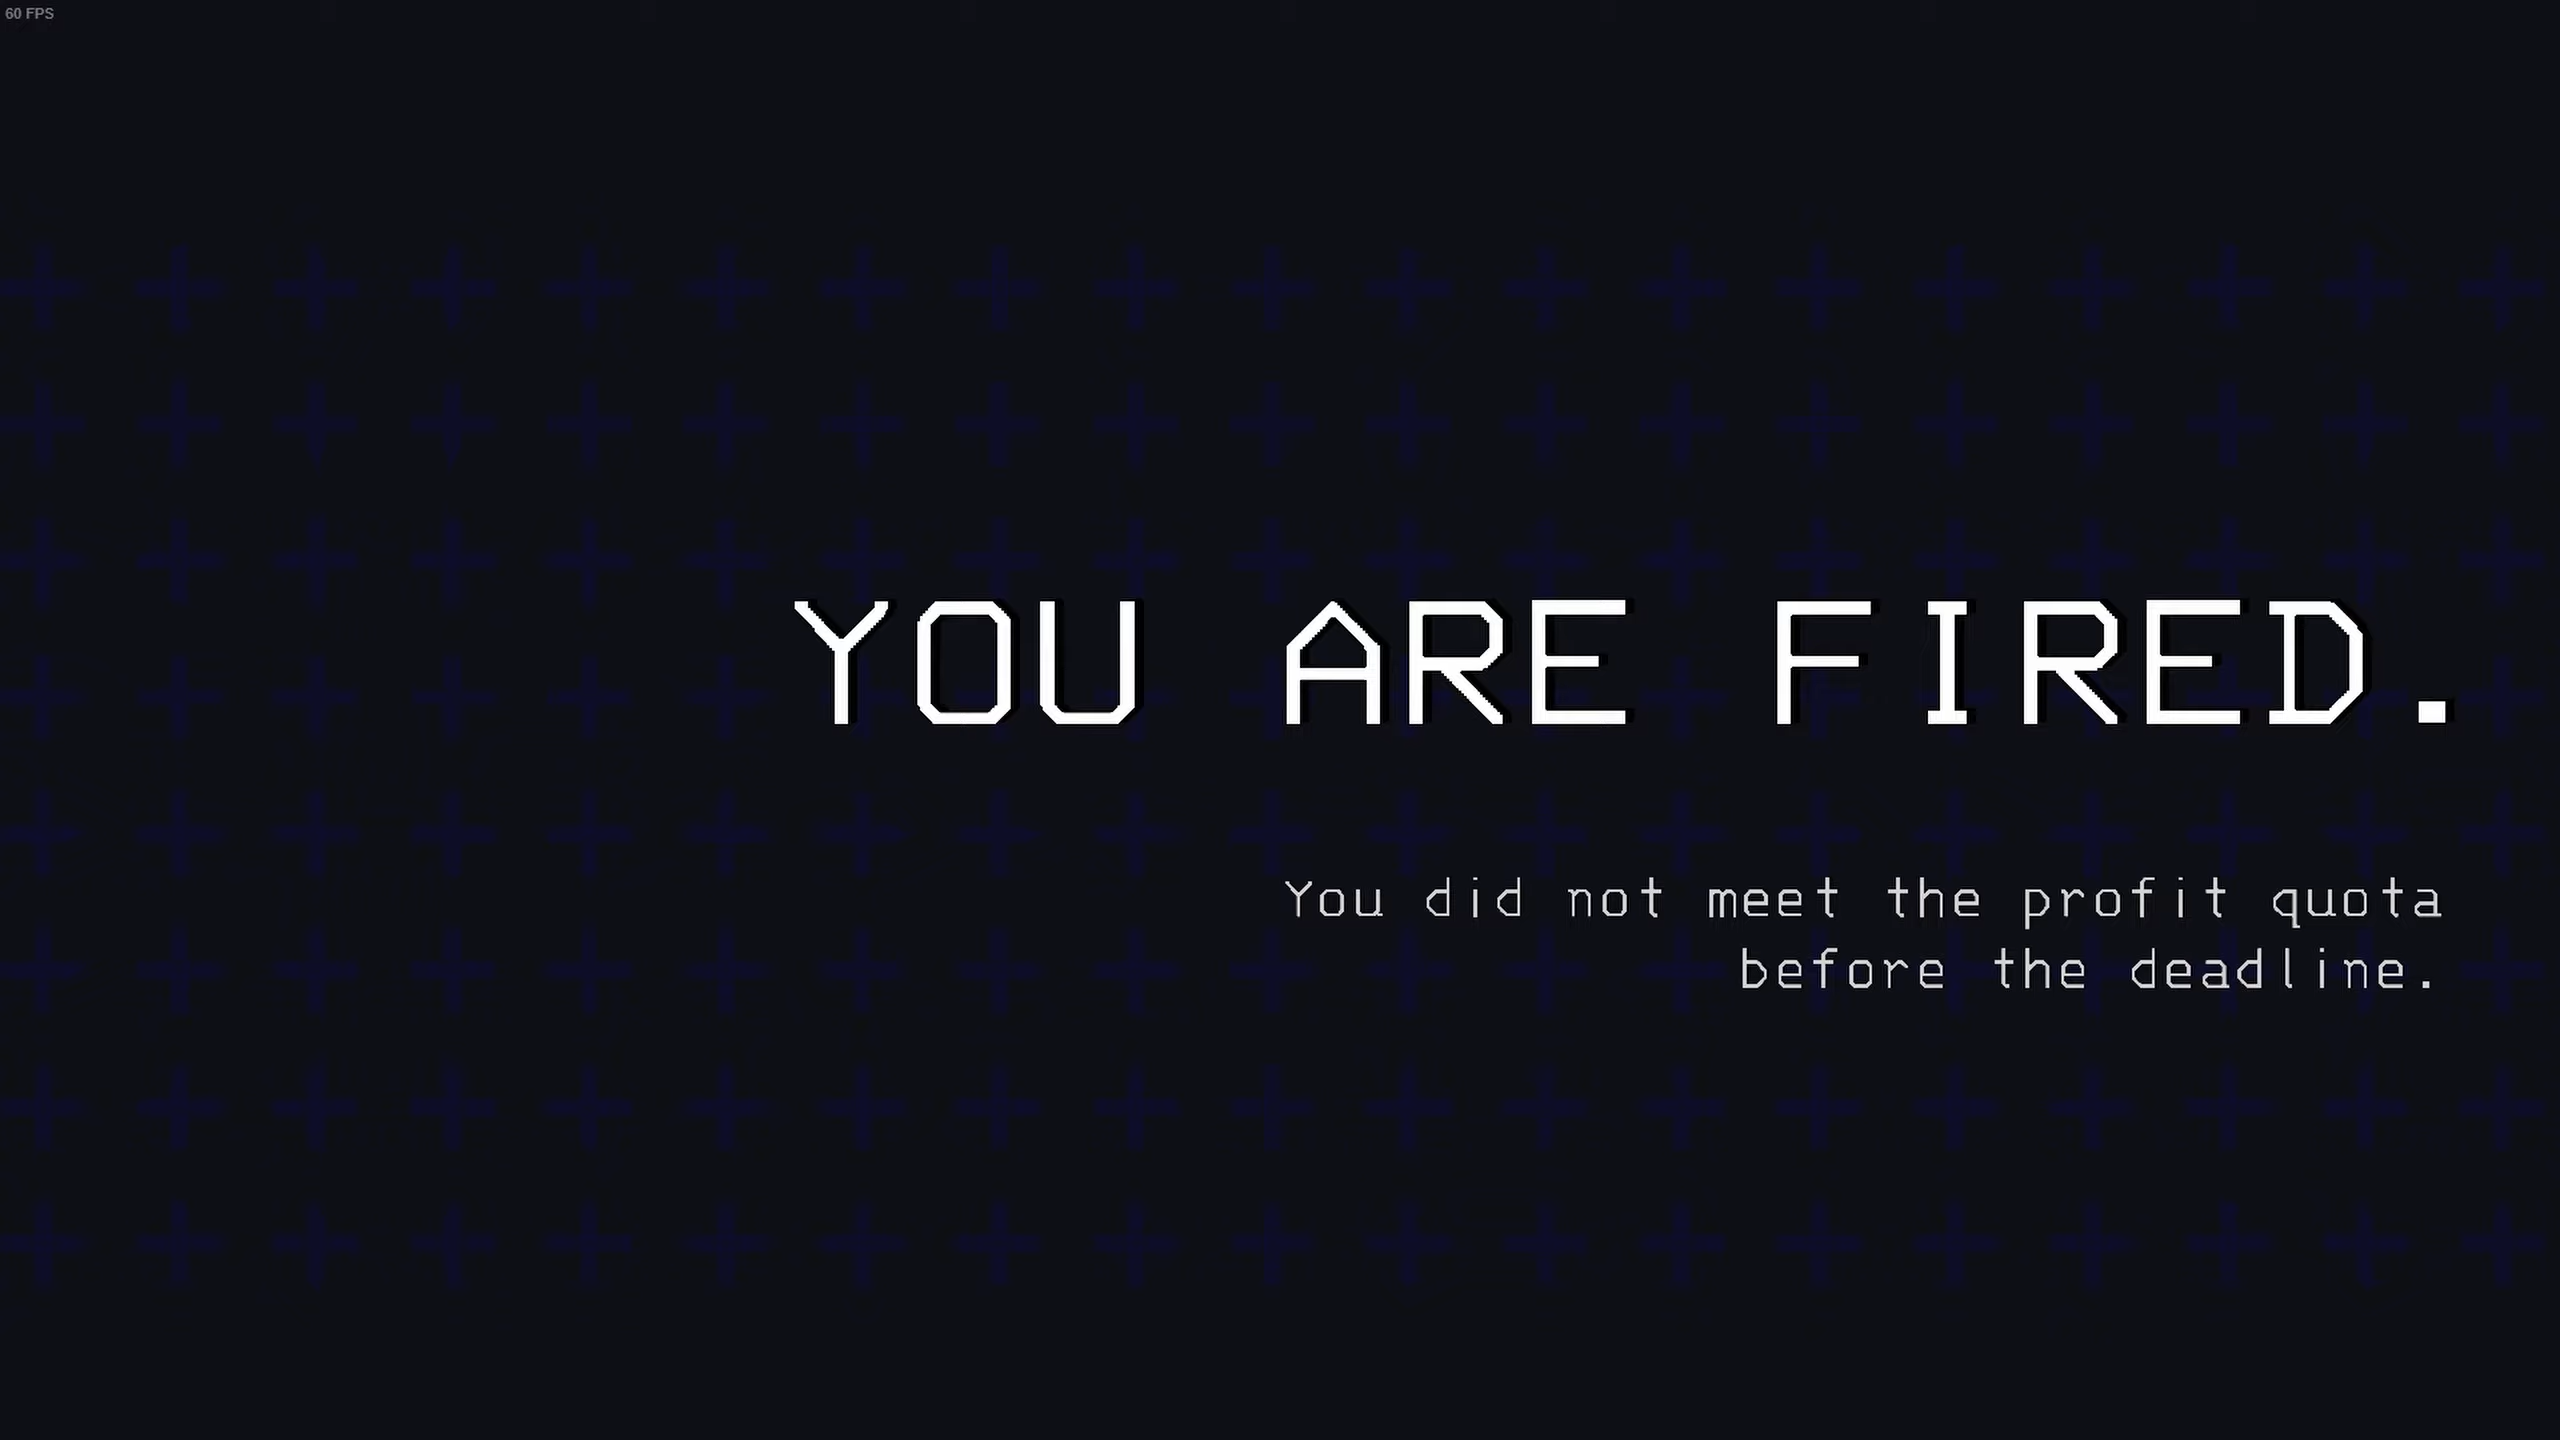 60 FPS
YOU ARE FIRED.
You did not meet the profit quota
before the deadline.